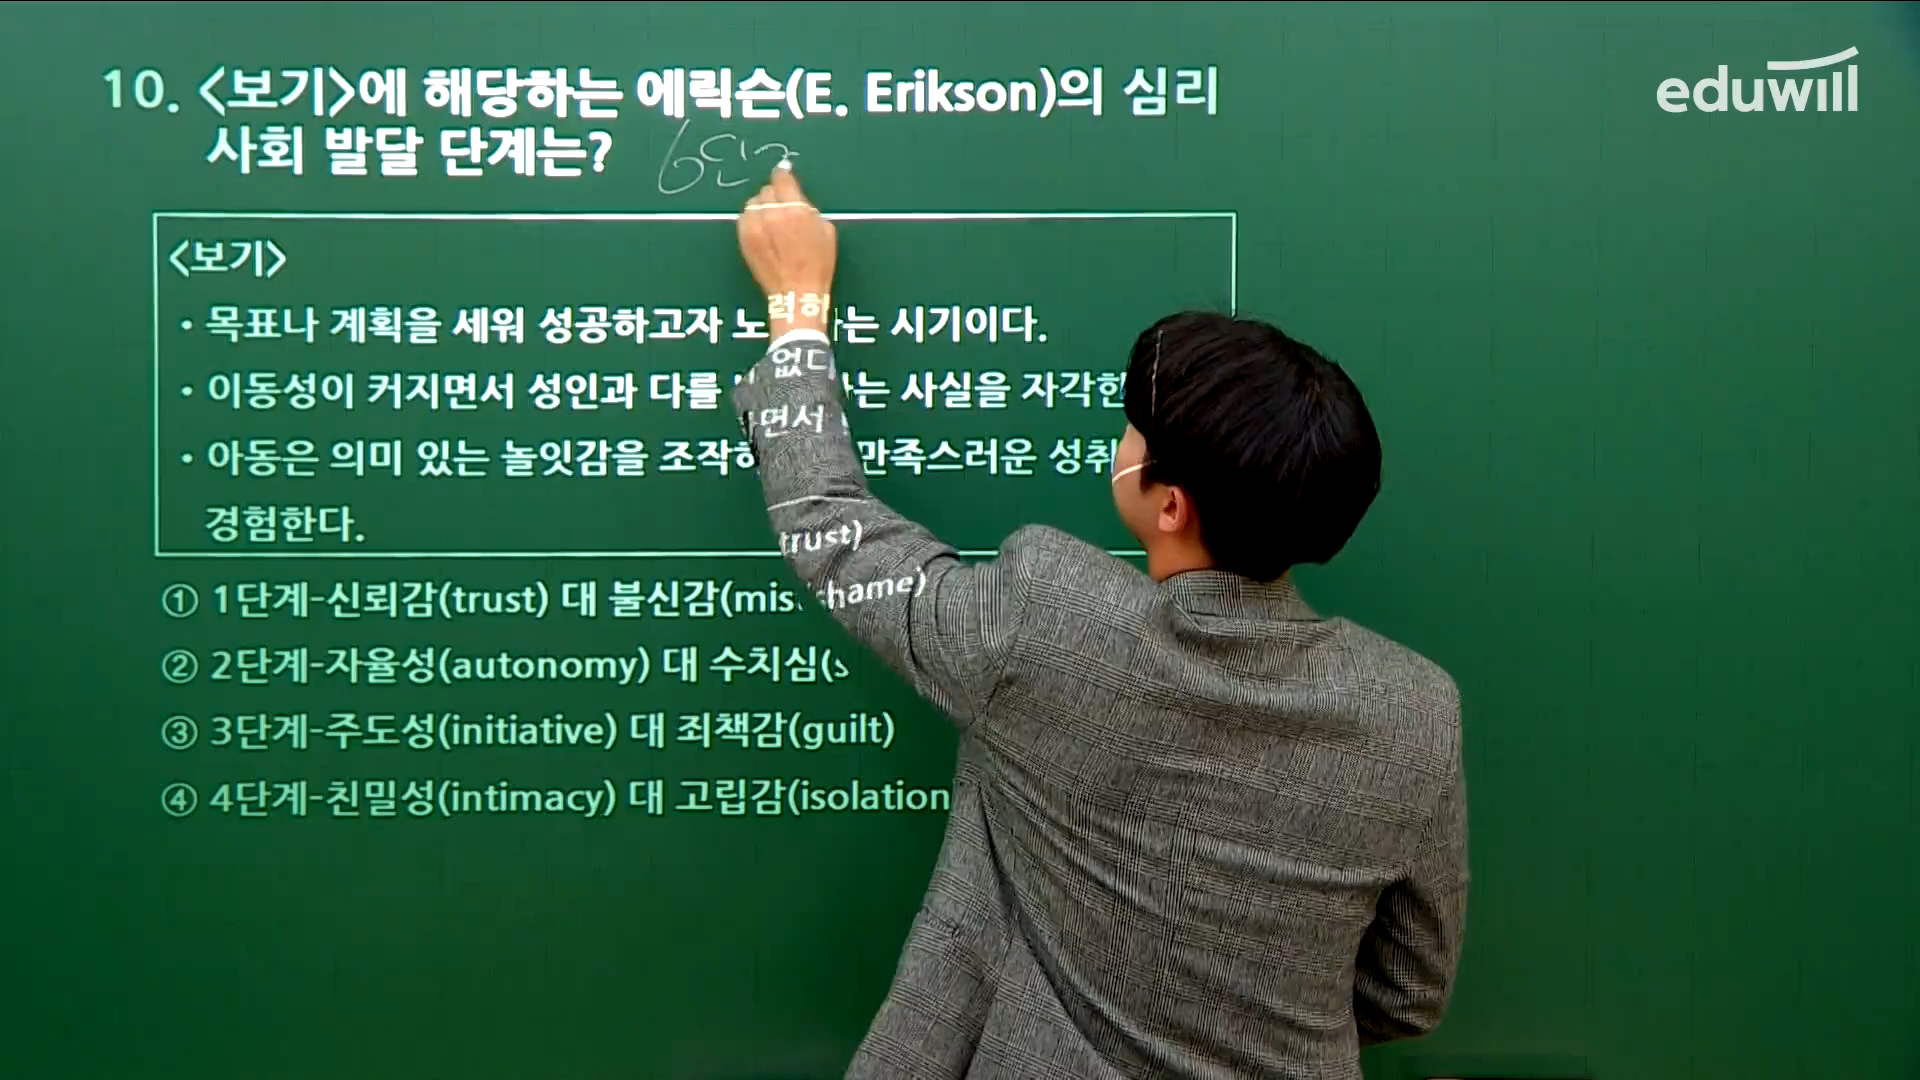 10. <보기>에 해당하는 에릭슨(E. Erikson)의 심리
사회 발달 단계는?
eduwill
<보기>
• 목표나 계획을 세워 성공하고자 노력하는 시기이다.
• 이동성이 커지면서 성인과 다를 없다는 사실을 자각한
• 아동은 의미 있는 놀잇감을 조작하면서 만족스러운 성취
경험한다.
① 1단계-신뢰감(trust) 대 불신감(mistrust)
② 2단계-자율성(autonomy) 대 수치심(shame)
③ 3단계-주도성(initiative) 대 죄책감(guilt)
④ 4단계-친밀성(intimacy) 대 고립감(isolation